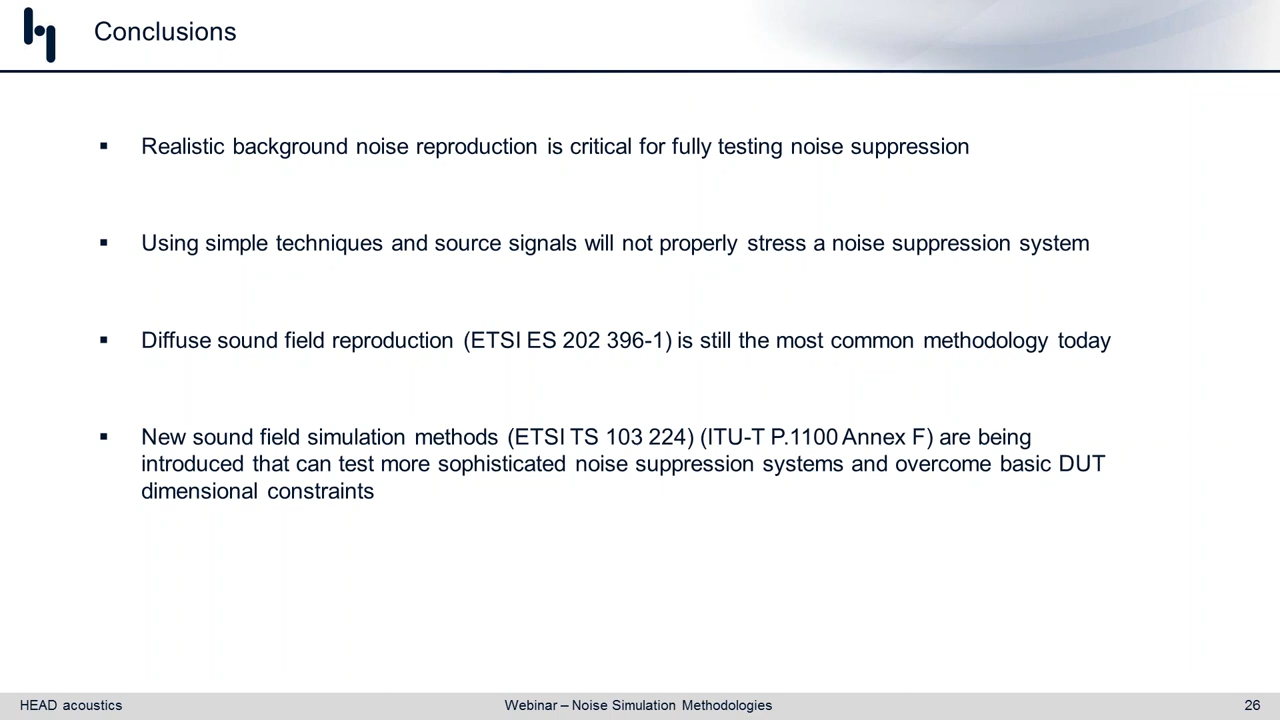 Conclusions
▪ Realistic background noise reproduction is critical for fully testing noise suppression
▪ Using simple techniques and source signals will not properly stress a noise suppression system
▪ Diffuse sound field reproduction (ETSI ES 202 396-1) is still the most common methodology today
▪ New sound field simulation methods (ETSI TS 103 224) (ITU-T P.1100 Annex F) are being
introduced that can test more sophisticated noise suppression systems and overcome basic DUT
dimensional constraints
HEAD acoustics
Webinar – Noise Simulation Methodologies
26